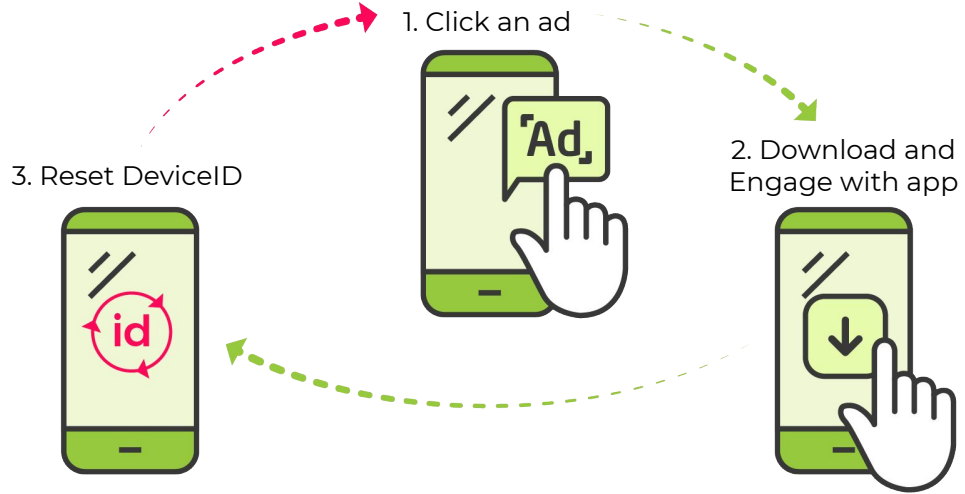 1. Click an ad
Ad
2. Download and
Engage with app
3. Reset DeviceID
id